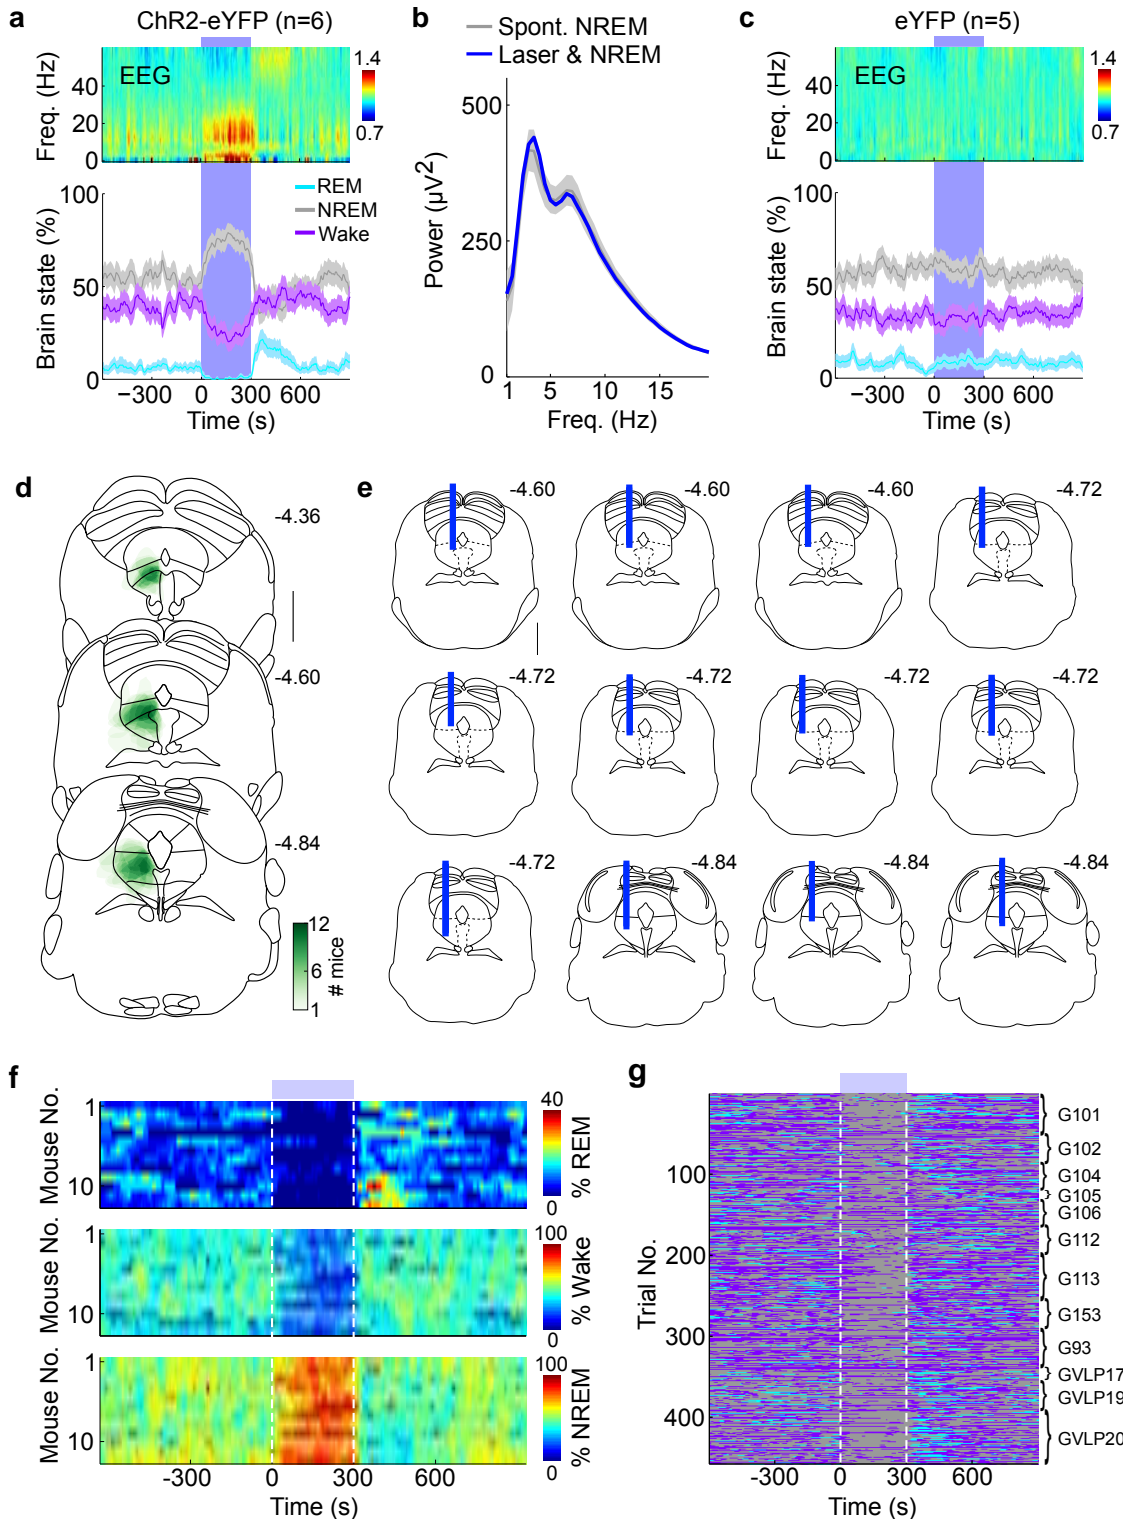 a
ChR2-eYFP (n=6)
Freq. (Hz)
40
20
0
EEG
1.4
0.7
Brain state (%)
100
50
0
REM
NREM
Wake
−300
0
300
600
Time (s)
b
Spont. NREM
Laser & NREM
Power (µV²)
500
250
0
1
5
10
15
Freq. (Hz)
c
eYFP (n=5)
Freq. (Hz)
40
20
0
EEG
1.4
0.7
Brain state (%)
100
50
0
−300
0
300
600
Time (s)
d
-4.36
-4.60
-4.84
12
6
1
# mice
e
-4.60
-4.60
-4.60
-4.72
-4.72
-4.72
-4.72
-4.72
-4.72
-4.84
-4.84
-4.84
f
Mouse No.
1
10
40
0
% REM
Mouse No.
1
10
100
0
% Wake
Mouse No.
1
10
100
0
% NREM
-300
0
300
600
Time (s)
g
Trial No.
100
200
300
400
G101
G102
G104
G105
G106
G112
G113
G153
G93
GVLP17
GVLP19
GVLP20
-300
0
300
600
Time (s)